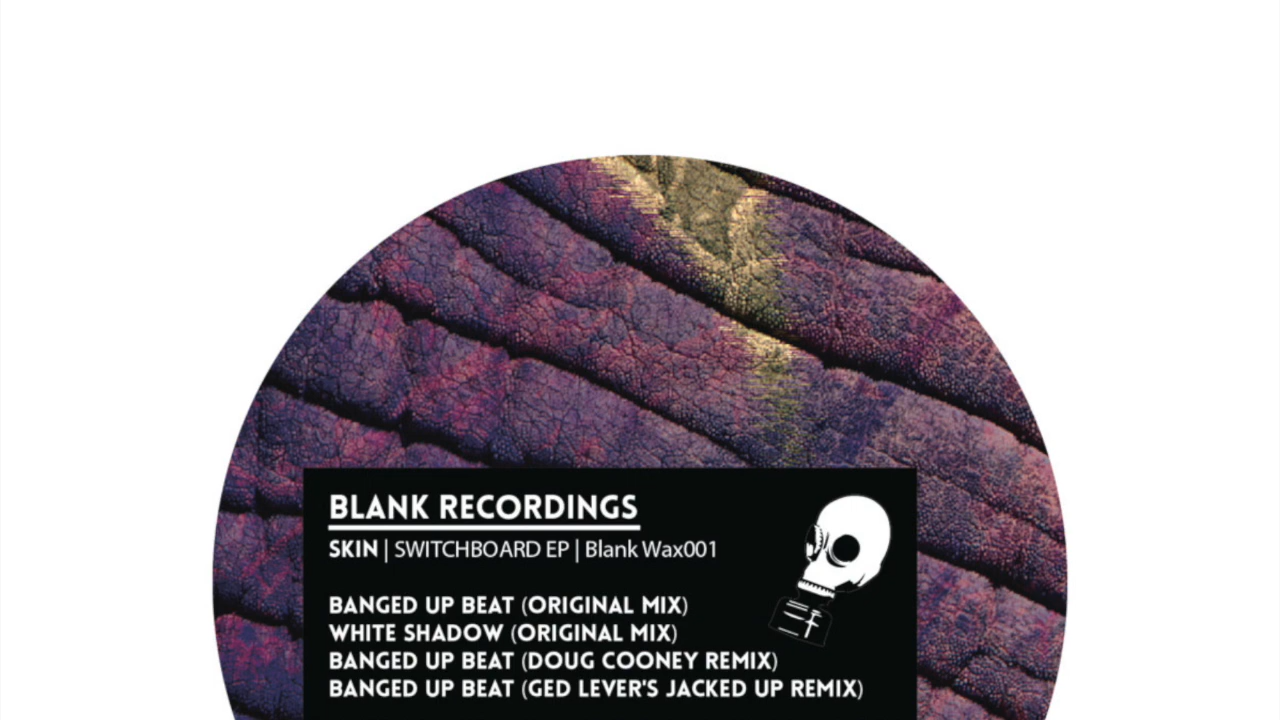 BLANK RECORDINGS
SKIN | SWITCHBOARD EP | Blank Wax001
BANGED UP BEAT (ORIGINAL MIX)
WHITE SHADOW (ORIGINAL MIX)
BANGED UP BEAT (DOUG COONEY REMIX)
BANGED UP BEAT (GED LEVER'S JACKED UP REMIX)